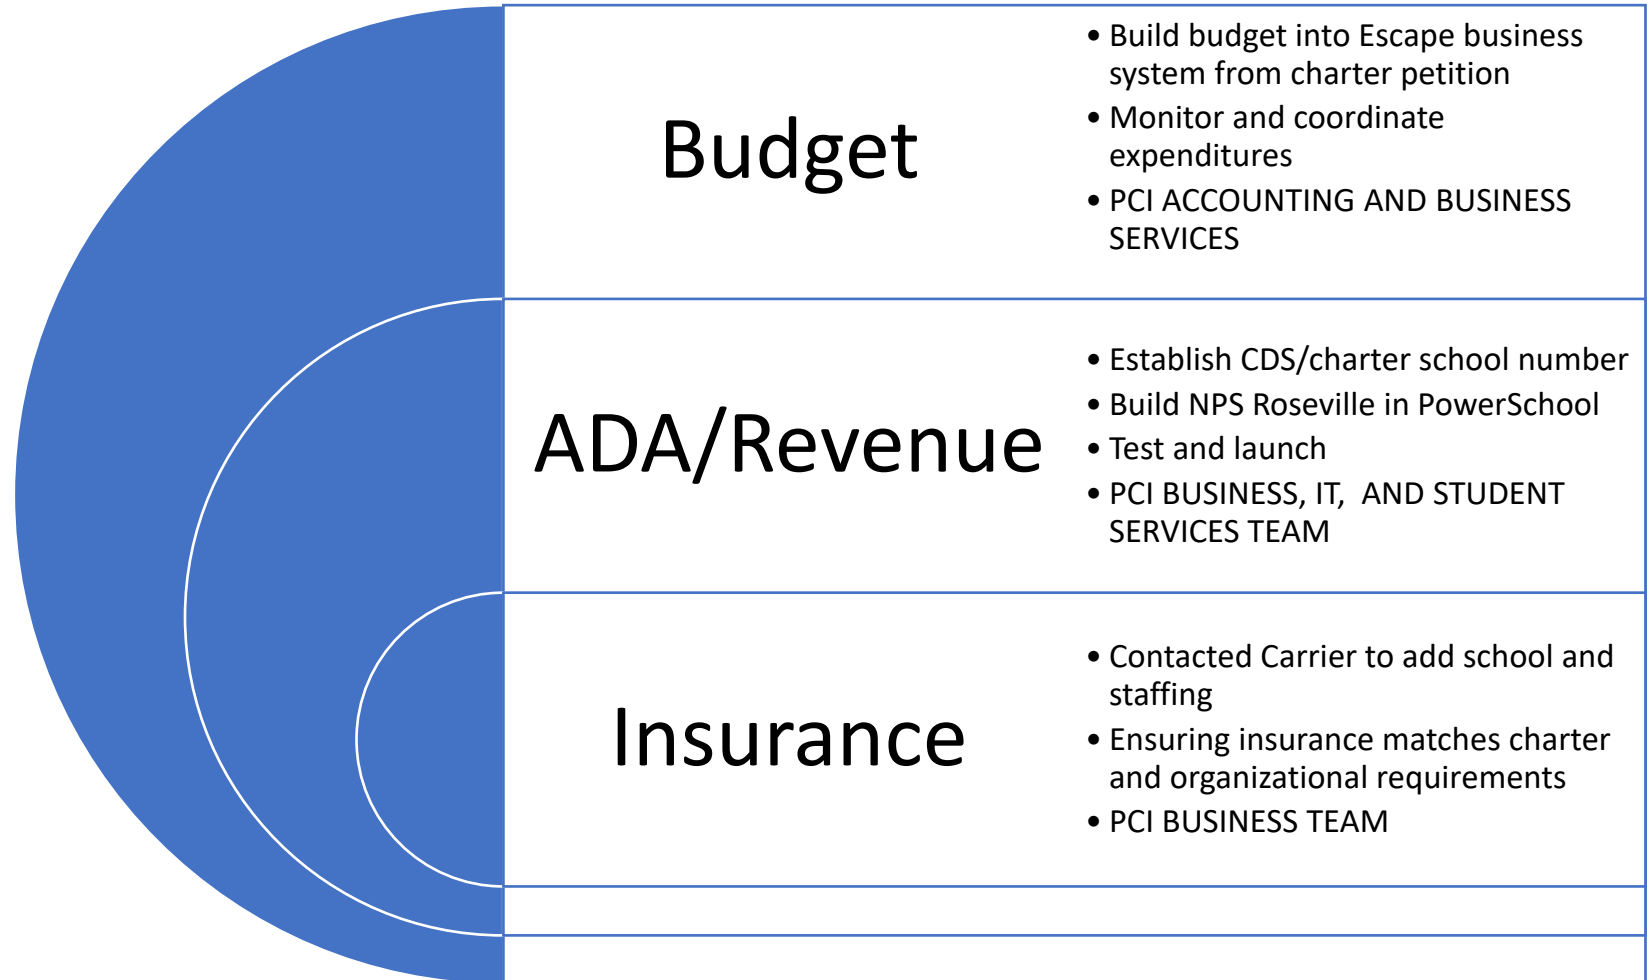 Budget
• Build budget into Escape business
system from charter petition
• Monitor and coordinate
expenditures
• PCI ACCOUNTING AND BUSINESS
SERVICES
ADA/Revenue
• Establish CDS/charter school number
• Build NPS Roseville in PowerSchool
• Test and launch
• PCI BUSINESS, IT, AND STUDENT
SERVICES TEAM
Insurance
• Contacted Carrier to add school and
staffing
• Ensuring insurance matches charter
and organizational requirements
• PCI BUSINESS TEAM